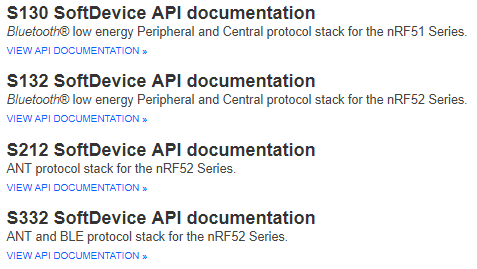 S130 SoftDevice API documentation
Bluetooth® low energy Peripheral and Central protocol stack for the nRF51 Series.
VIEW API DOCUMENTATION »
S132 SoftDevice API documentation
Bluetooth® low energy Peripheral and Central protocol stack for the nRF52 Series.
VIEW API DOCUMENTATION »
S212 SoftDevice API documentation
ANT protocol stack for the nRF52 Series.
VIEW API DOCUMENTATION »
S332 SoftDevice API documentation
ANT and BLE protocol stack for the nRF52 Series.
VIEW API DOCUMENTATION »